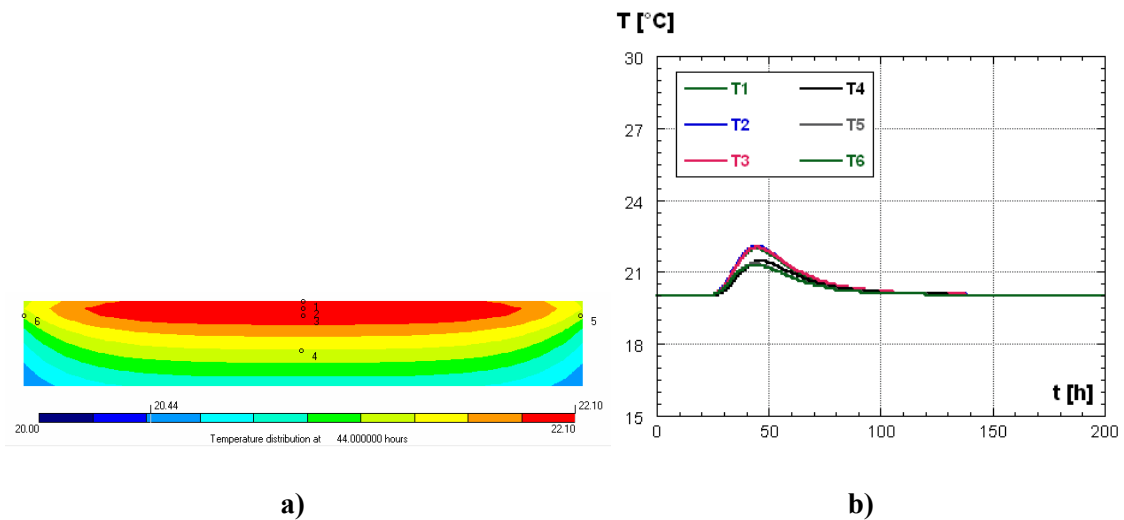 T [°C]
30
27
24
21
18
15
T1 T4
T2 T5
T3 T6
t [h]
0 50 100 150 200
1
2
3
4
5
6
20.44 22.10
20.00 22.10
Temperature distribution at 44.000000 hours
a) b)